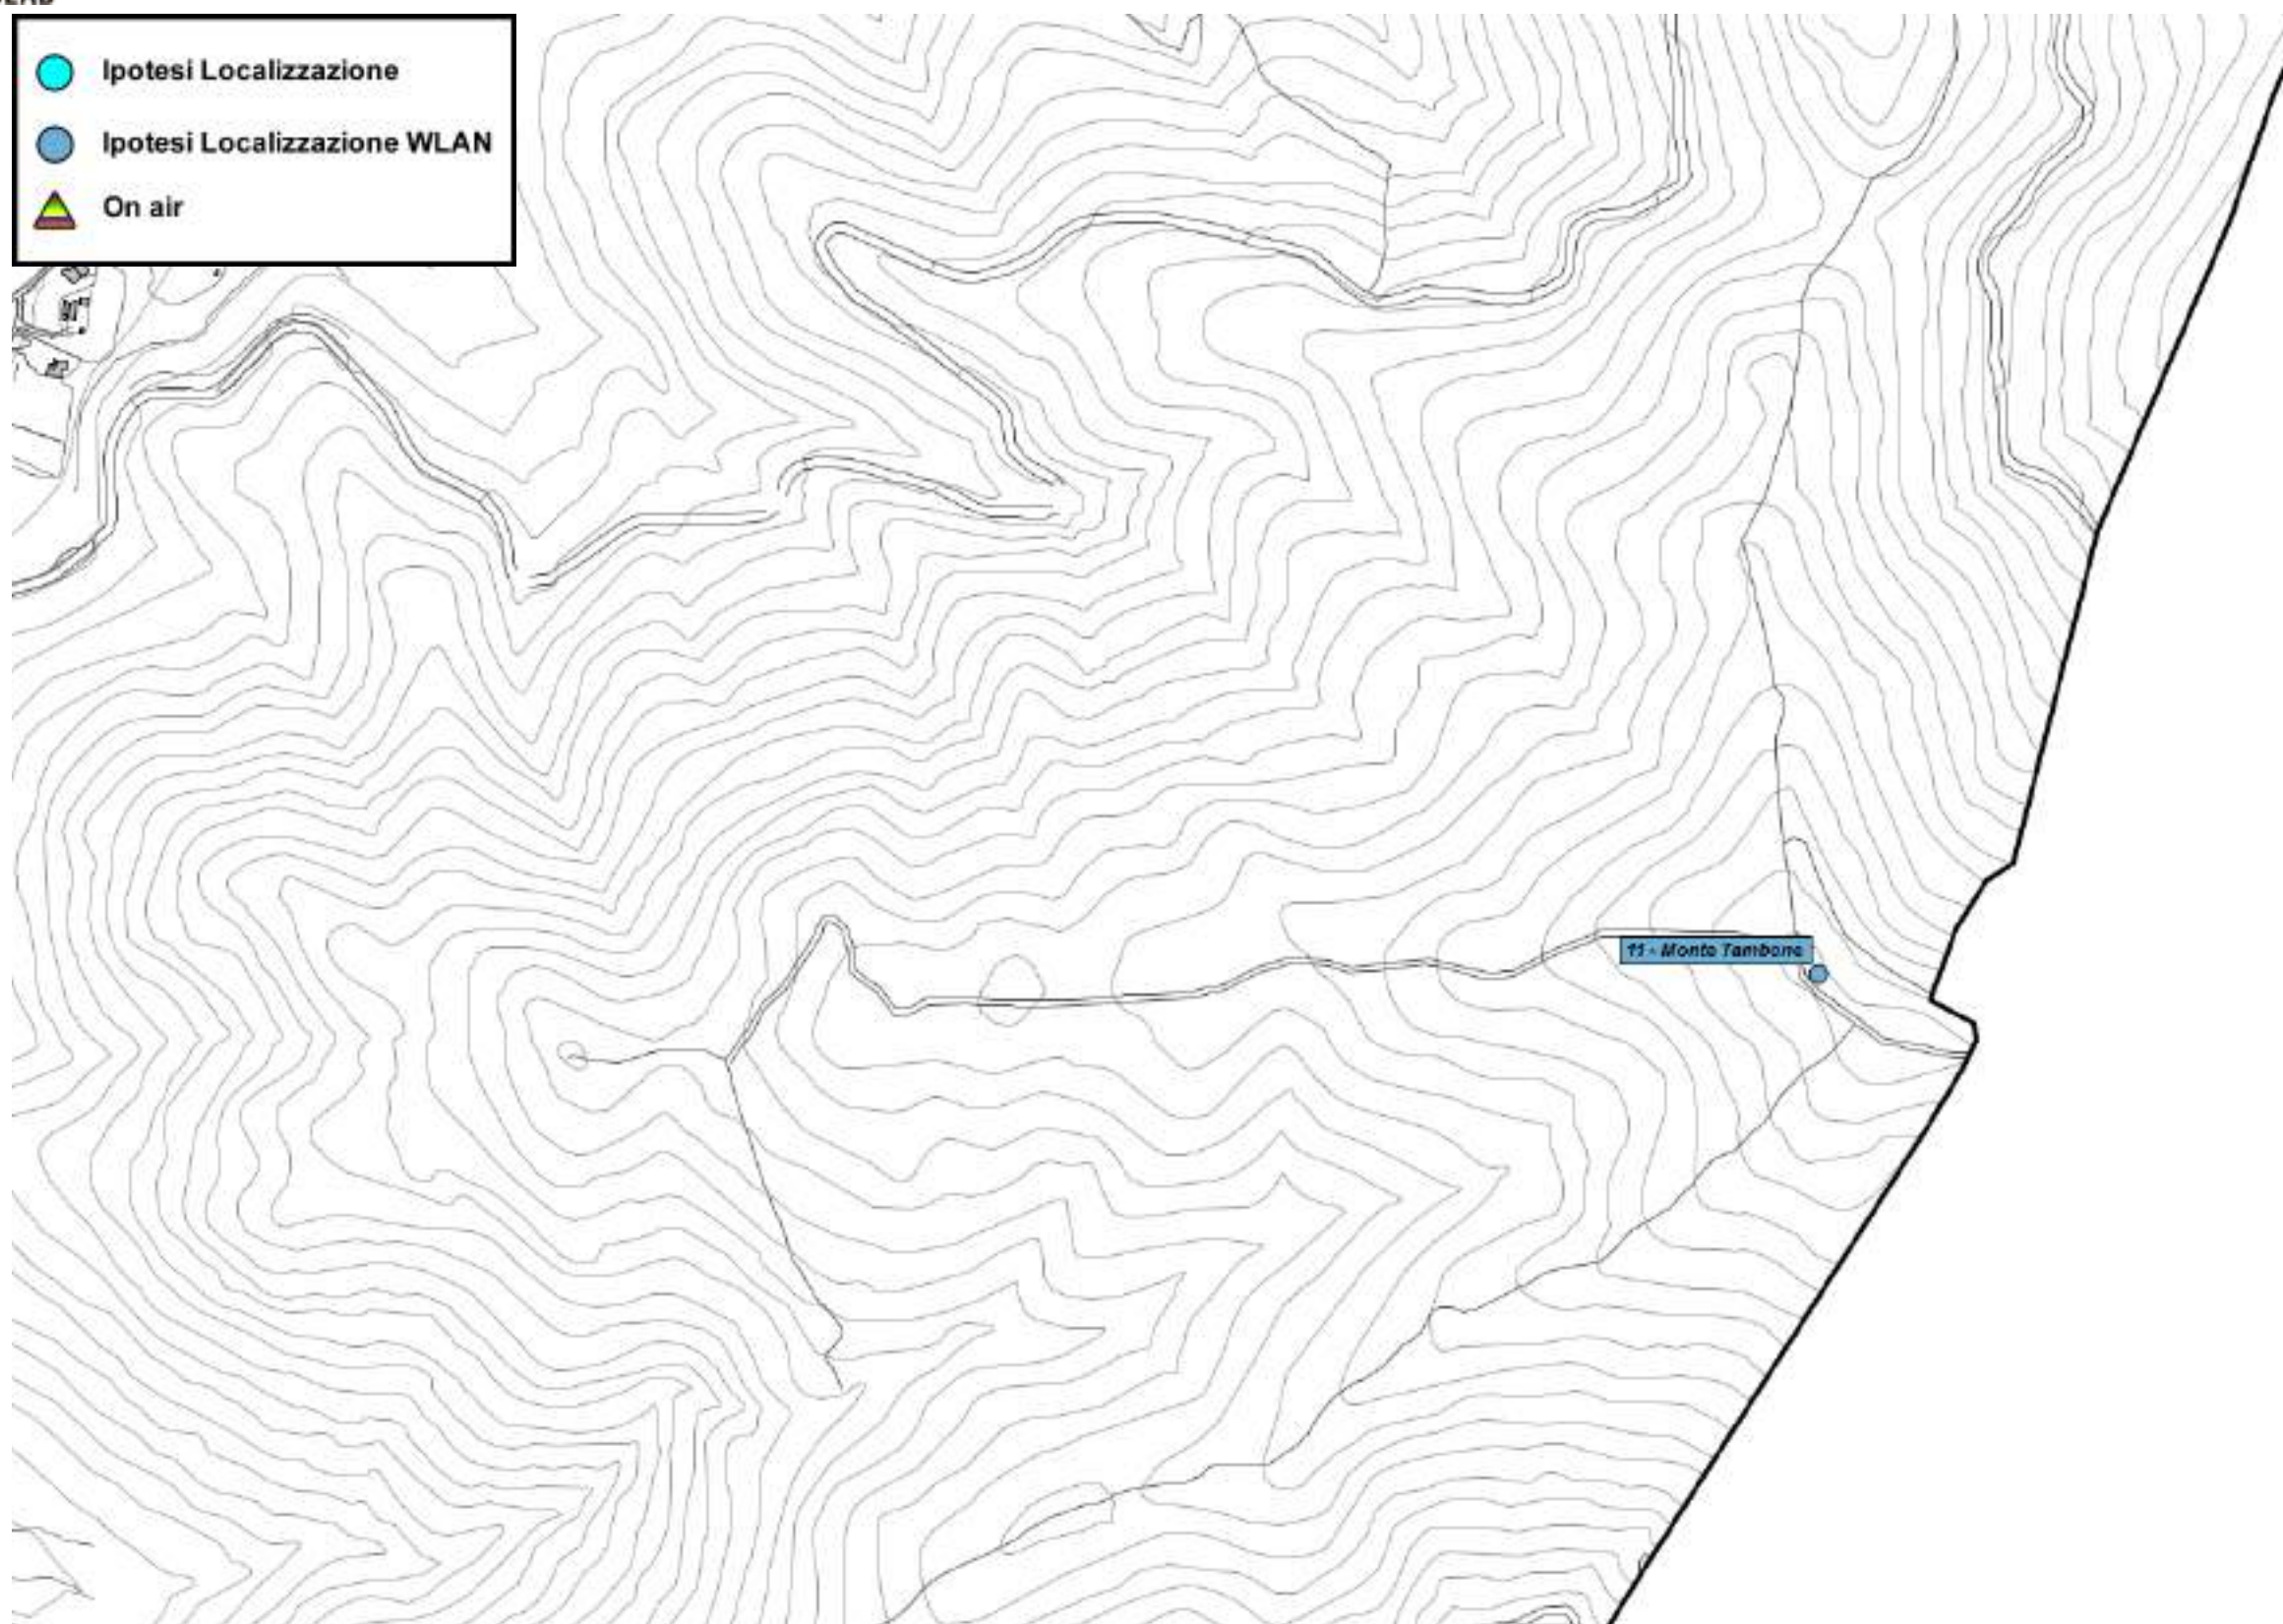 Ipotesi Localizzazione
Ipotesi Localizzazione WLAN
On air
11 - Monte Tambone